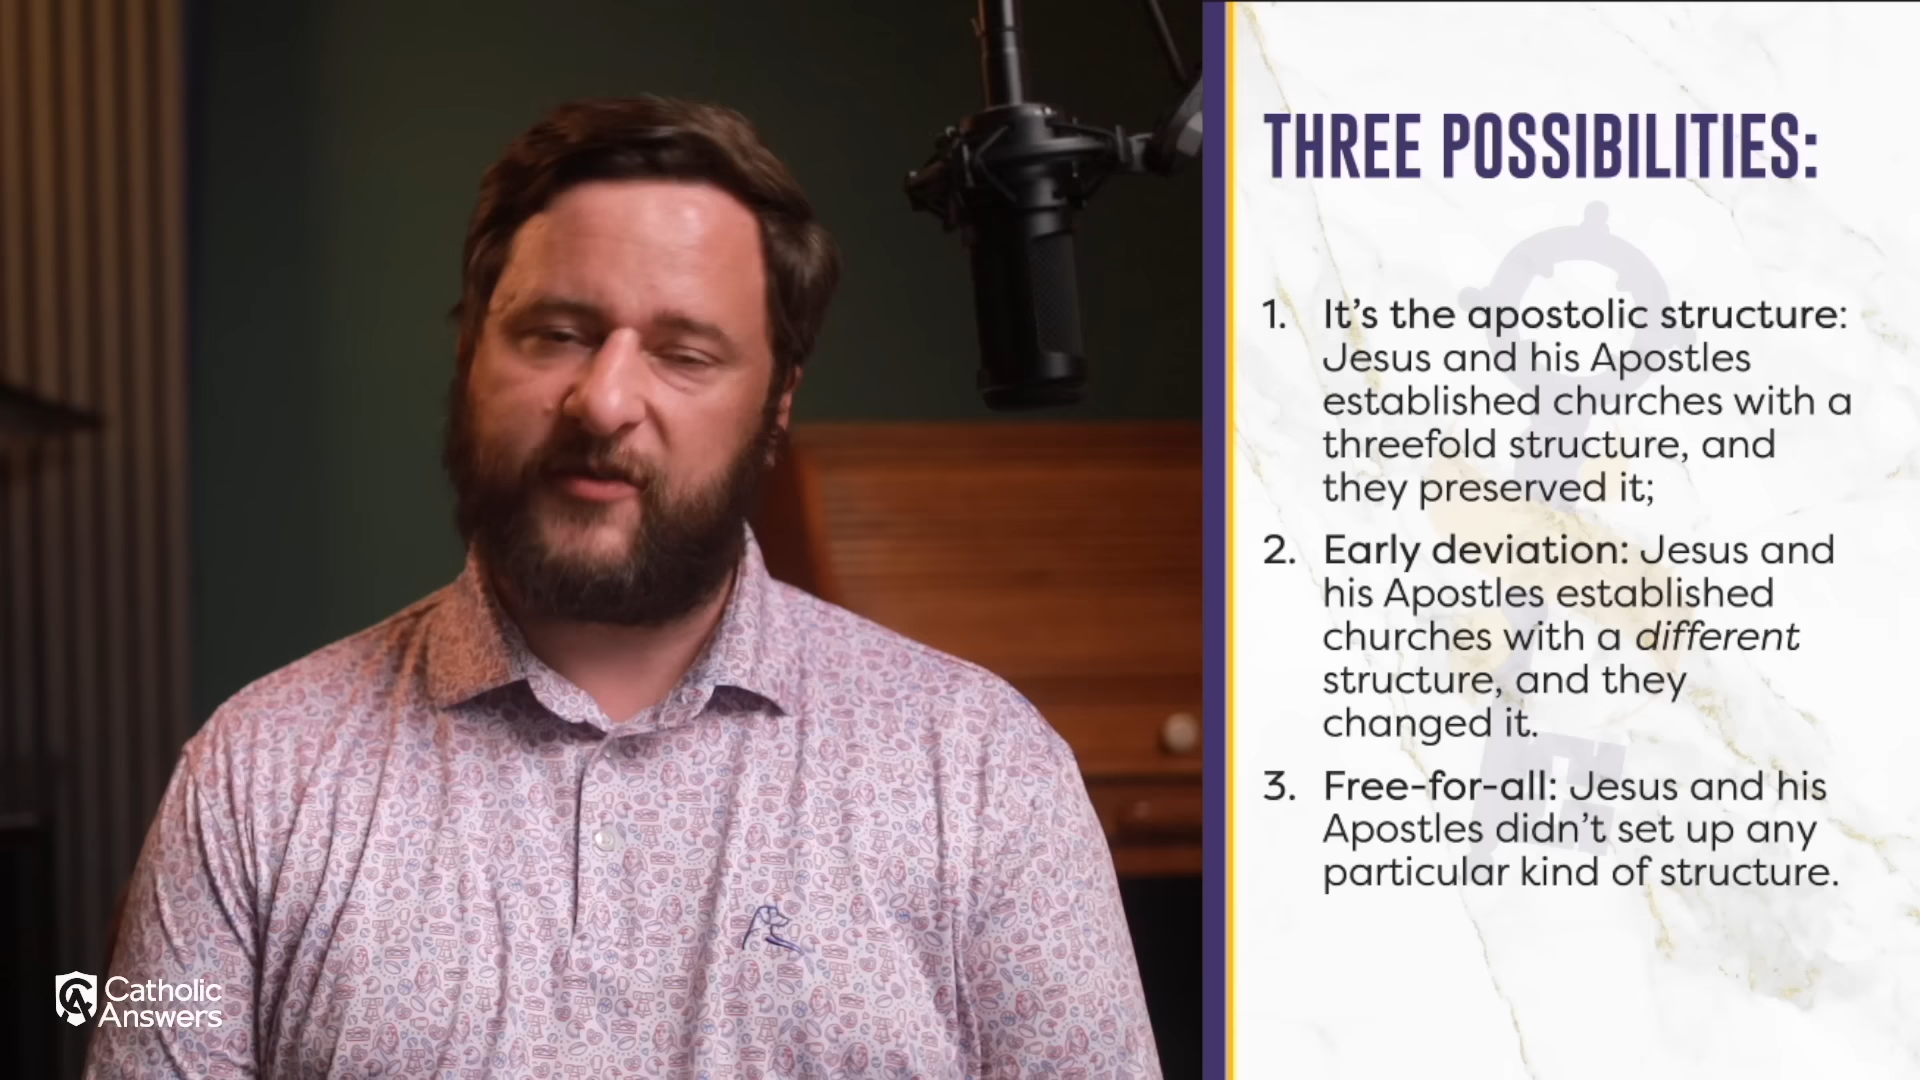 THREE POSSIBILITIES:
1. It's the apostolic structure:
Jesus and his Apostles
established churches with a
threefold structure, and
they preserved it;
2. Early deviation: Jesus and
his Apostles established
churches with a different
structure, and they
changed it.
3. Free-for-all: Jesus and his
Apostles didn't set up any
particular kind of structure.
Catholic
Answers